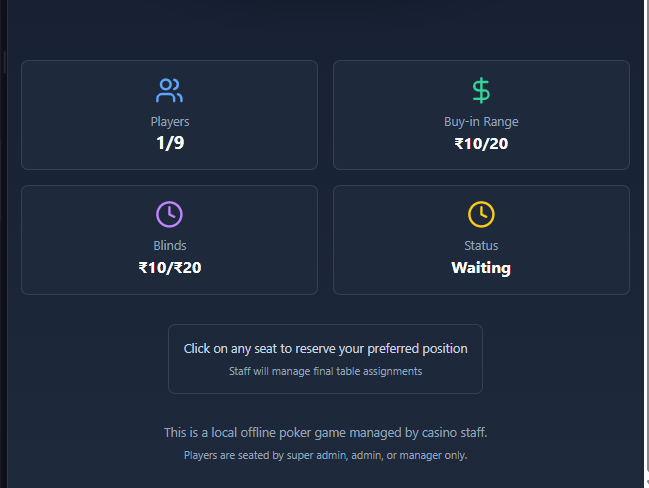 Players
1/9
Buy-in Range
₹10/20
Blinds
₹10/₹20
Status
Waiting
Click on any seat to reserve your preferred position
Staff will manage final table assignments
This is a local offline poker game managed by casino staff.
Players are seated by super admin, admin, or manager only.